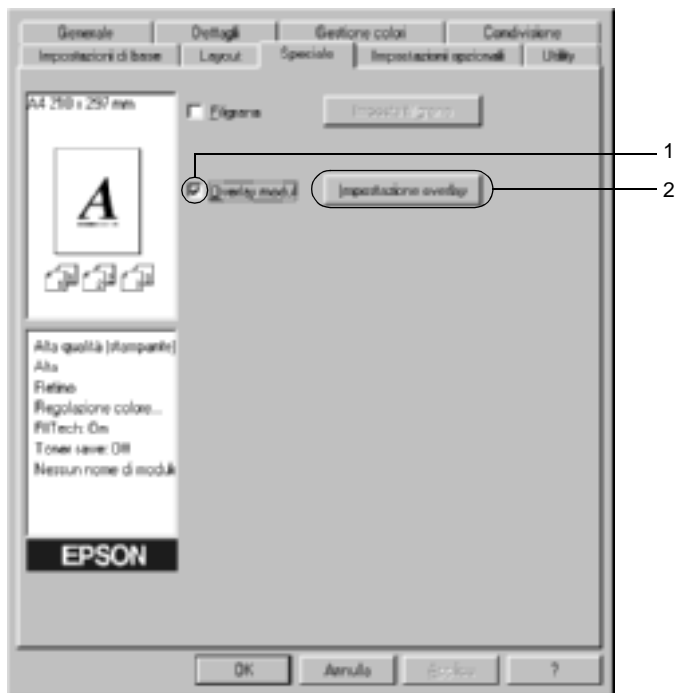 Generale Dettagli Gestione colori Condivisione
Impostazioni di base Layout Speciale Impostazioni opzionali Utility
A4 210 x 297 mm
Filigrana
A
Overlay moduli Impostazione overlay
1
2
Alta qualità (stampante)
Alta
Retino
Regolazione colore...
RITech: On
Toner save: Off
Nessun nome di modul
EPSON
OK Annulla Applica ?